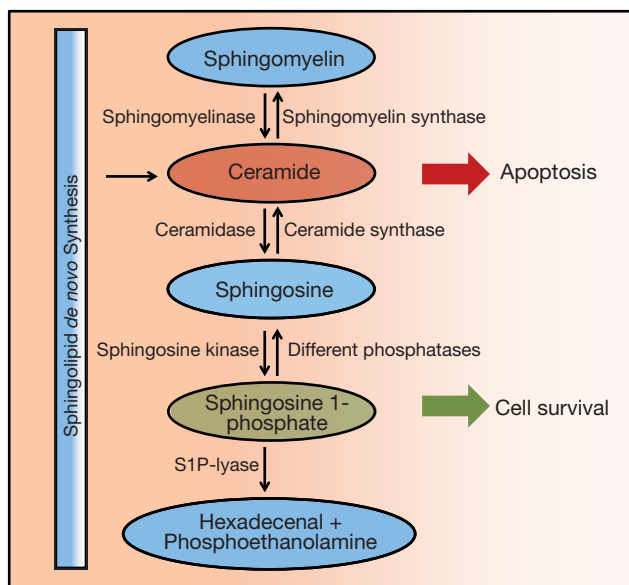 Sphingolipid de novo Synthesis
Sphingomyelin
Sphingomyelinase
Sphingomyelin synthase
Ceramide
Apoptosis
Ceramidase
Ceramide synthase
Sphingosine
Sphingosine kinase
Different phosphatases
Sphingosine 1-
phosphate
Cell survival
S1P-lyase
Hexadecenal +
Phosphoethanolamine